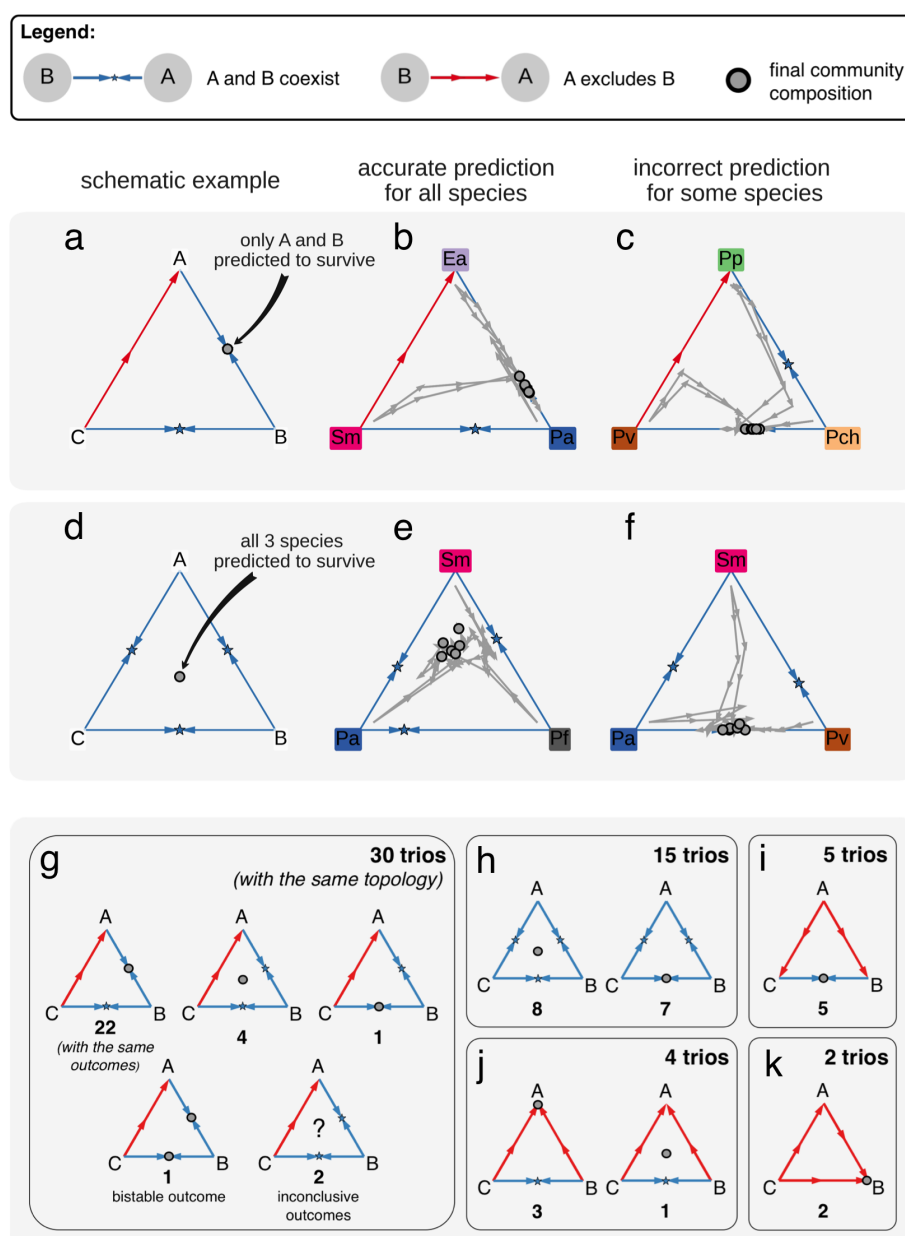 Legend:
B A A and B coexist
B A A excludes B
final community
composition
schematic example
accurate prediction
for all species
incorrect prediction
for some species
a
only A and B
predicted to survive
A
C
B
b
Ea
Sm
Pa
c
Pp
Pv
Pch
d
all 3 species
predicted to survive
A
C
B
e
Sm
Pa
Pf
f
Sm
Pa
Pv
g
30 trios
(with the same topology)
A
C
B
22
(with the same
outcomes)
A
C
B
4
A
C
B
1
A
C
B
1
bistable outcome
A
?
C
B
2
inconclusive
outcomes
h
15 trios
A
C
B
8
A
C
B
7
i
5 trios
A
C
B
5
j
4 trios
A
C
B
3
A
C
B
1
k
2 trios
A
C
B
2